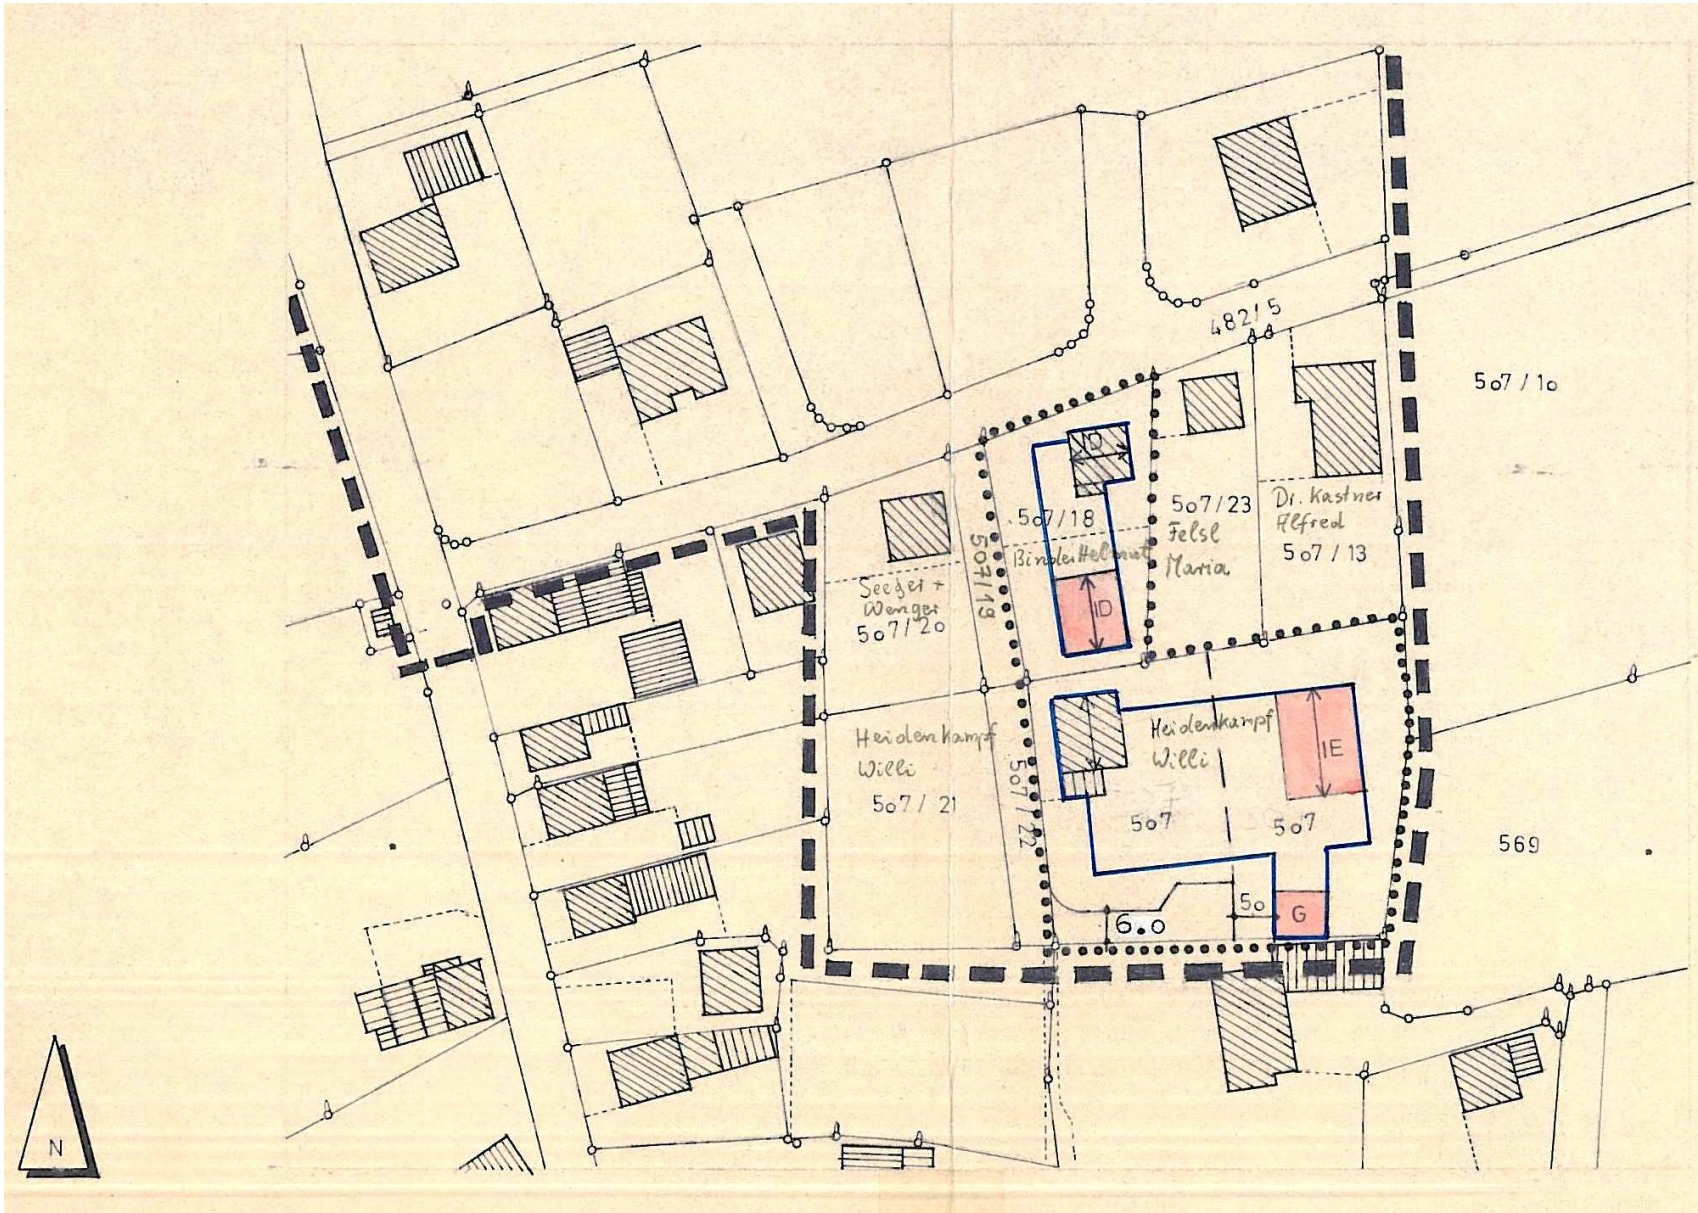 482/5
507/10
ID
507/18
507/23
Felsl
Maria
Dr. Kastner
Alfred
507/13
Binder Helmut
507/19
Seeger +
Wenger
507/20
ID
Heidenkampf
Willi
507/21
Heidenkampf
Willi
IE
507/22
507
507
569
5o
6.0
G
N